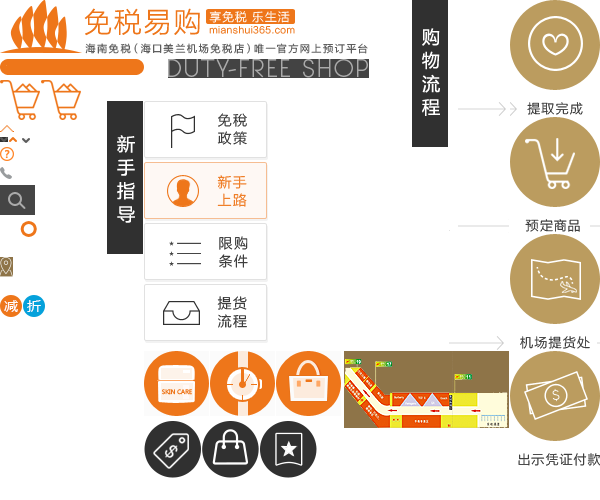 免税易购
享免税 乐生活
mianshui365.com
海南免税（海口美兰机场免税店）唯一官方网上预订平台
DUTY-FREE SHOP
购物流程
新手指导
免税
政策
新手
上路
限购
条件
提货
流程
减
折
SKIN CARE
提取完成
预定商品
机场提货处
出示凭证付款